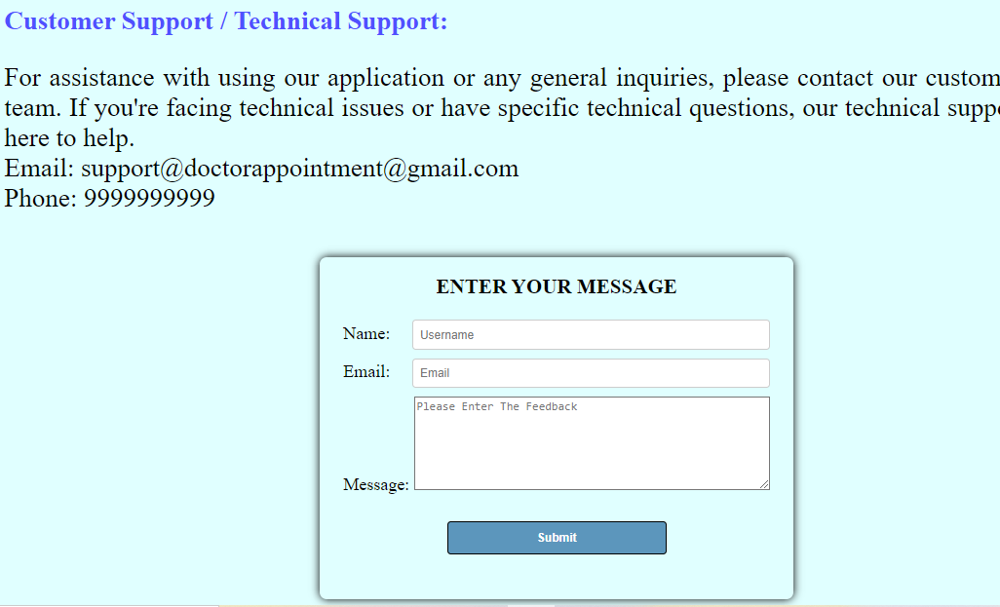 Customer Support / Technical Support:
For assistance with using our application or any general inquiries, please contact our
team. If you're facing technical issues or have specific technical questions, our technical
here to help.
Email: support@doctorappointment@gmail.com
Phone: 9999999999
ENTER YOUR MESSAGE
Name: Username
Email: Email
Please Enter The Feedback
Message:
Submit